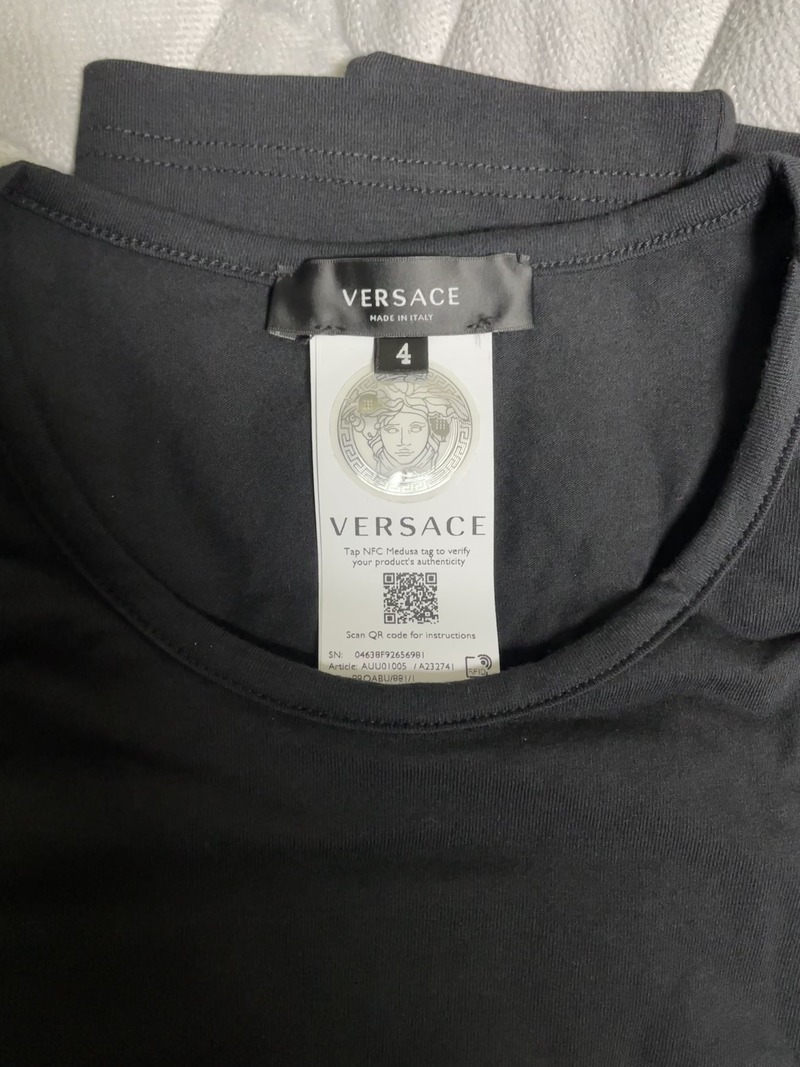 VERSACE
MADE IN ITALY
4
VERSACE
Tap NFC Medusa tag to verify
your product's authenticity
Scan QR code for instructions
SN: 04638F92656981
Article: AUU01005 /A232741
RFID